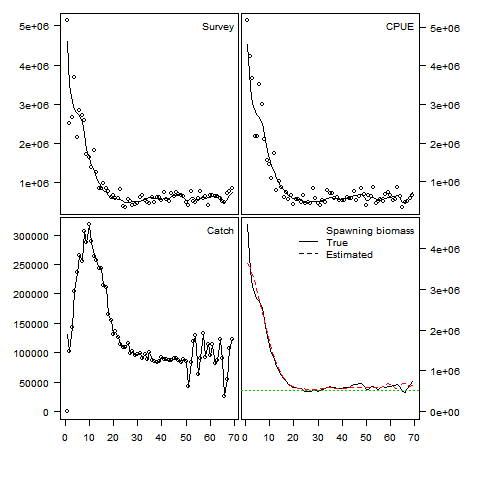 Survey
CPUE
5e+06
4e+06
3e+06
2e+06
1e+06
5e+06
4e+06
3e+06
2e+06
1e+06
Catch
Spawning biomass
True
Estimated
300000
250000
200000
150000
100000
50000
0
4e+06
3e+06
2e+06
1e+06
0e+00
0 10 20 30 40 50 60 70
0 10 20 30 40 50 60 70